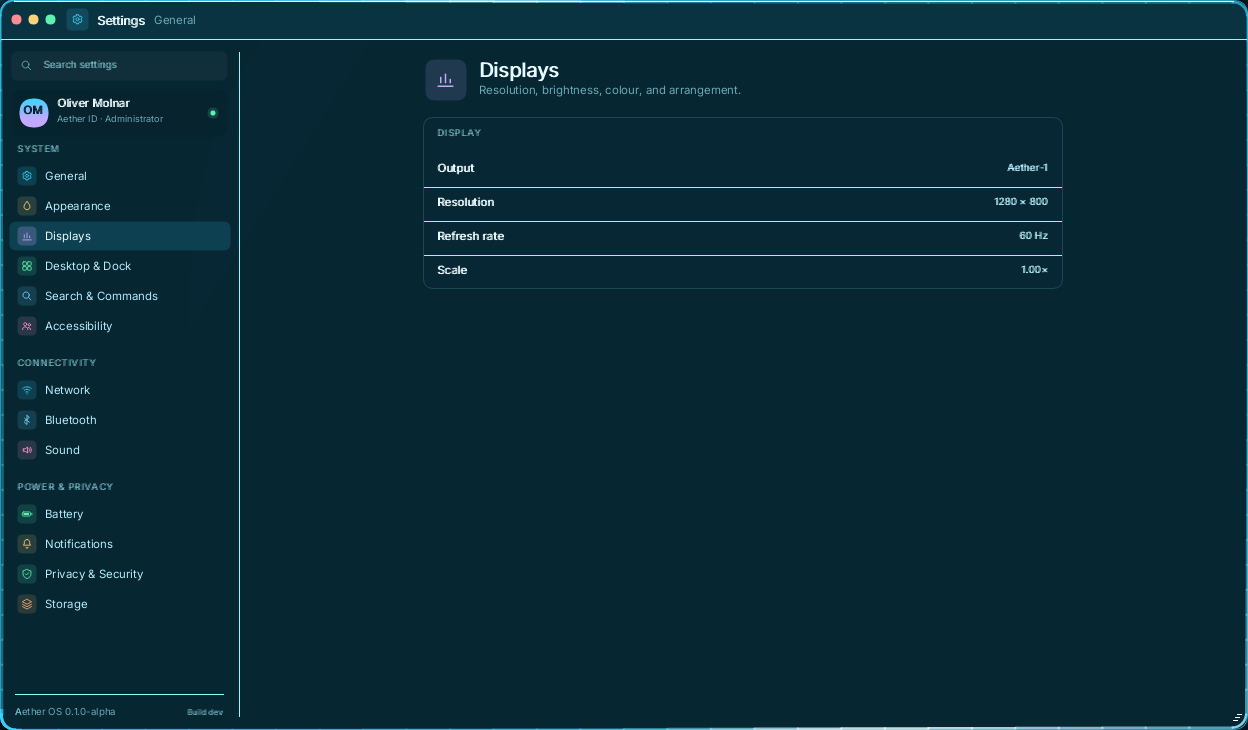 Settings General
Search settings
OM
Oliver Molnar
Aether ID · Administrator
SYSTEM
General
Appearance
Displays
Desktop & Dock
Search & Commands
Accessibility
CONNECTIVITY
Network
Bluetooth
Sound
POWER & PRIVACY
Battery
Notifications
Privacy & Security
Storage
Aether OS 0.1.0-alpha Build dev
Displays
Resolution, brightness, colour, and arrangement.
DISPLAY
Output Aether-1
Resolution 1280 × 800
Refresh rate 60 Hz
Scale 1.00×